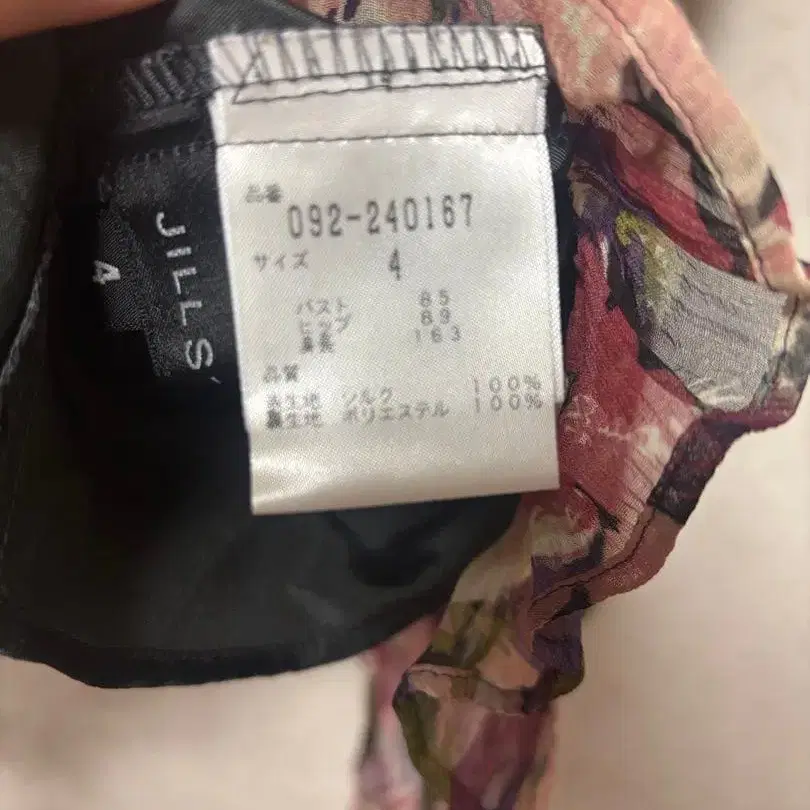 品番
092-240167
サイズ 4
バスト 85
ヒップ 89
身長 163
品質
表生地 シルク 100%
裏生地 ポリエステル 100%
JILLS'
4